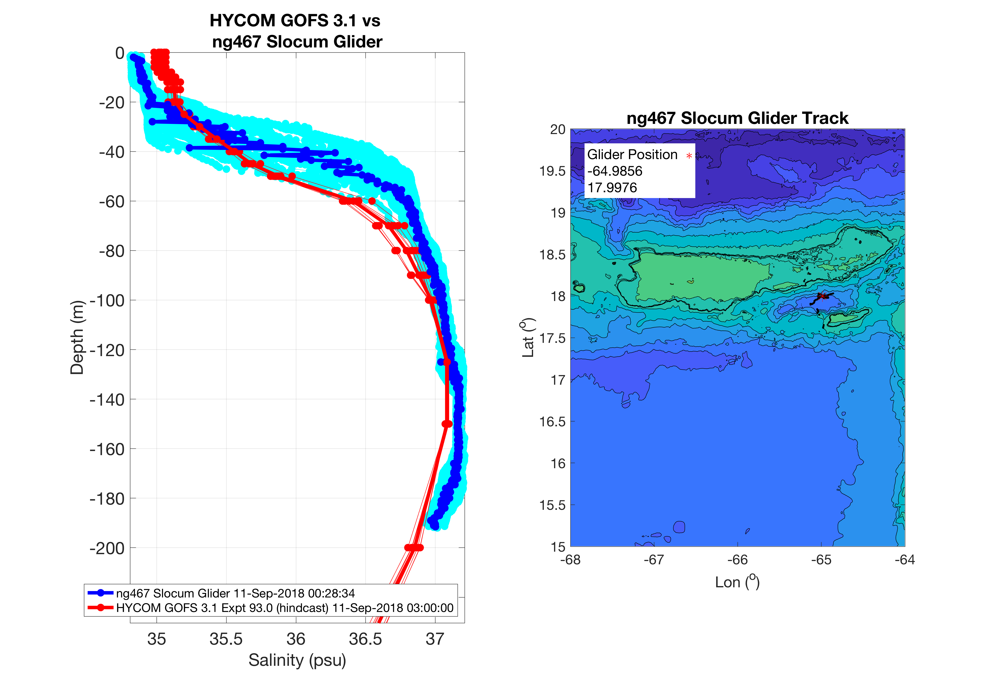 HYCOM GOFS 3.1 vs
ng467 Slocum Glider
0
-20
-40
-60
-80
-100
-120
-140
-160
-180
-200
Depth (m)
ng467 Slocum Glider 11-Sep-2018 00:28:34
HYCOM GOFS 3.1 Expt 93.0 (hindcast) 11-Sep-2018 03:00:00
35 35.5 36 36.5 37
Salinity (psu)
ng467 Slocum Glider Track
Glider Position
-64.9856
17.9976
20
19.5
19
18.5
18
17.5
17
16.5
16
15.5
15
Lat (o)
-68 -67 -66 -65 -64
Lon (o)